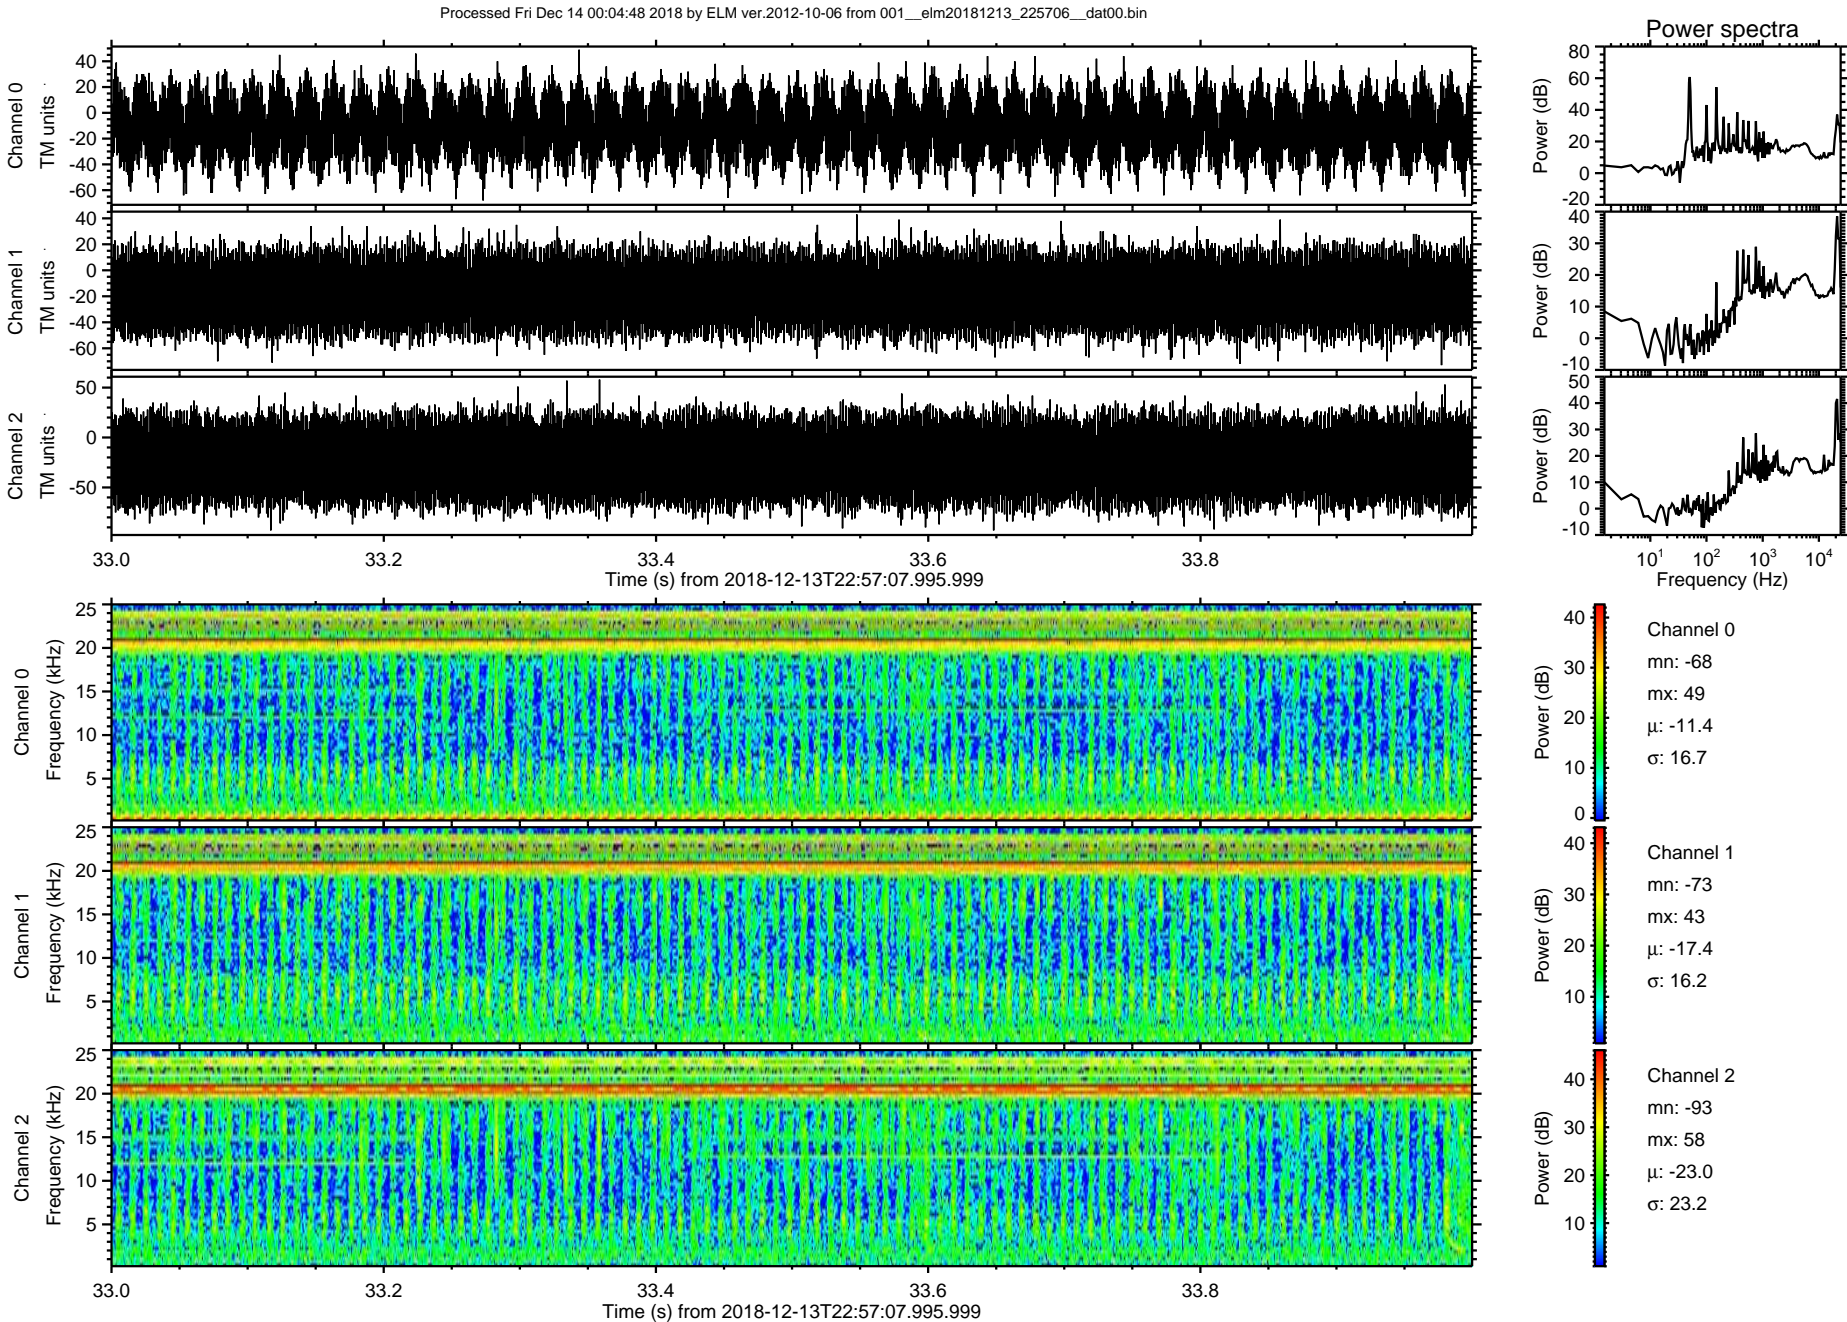 Processed Fri Dec 14 00:04:48 2018 by ELM ver.2012-10-06 from 001__elm20181213_225706__dat00.bin
Power spectra
Channel 0
TM units
40
20
0
-20
-40
-60
Power (dB)
80
60
40
20
0
-20
Channel 1
TM units
40
20
0
-20
-40
-60
Power (dB)
40
30
20
10
0
-10
Channel 2
TM units
50
0
-50
Power (dB)
50
40
30
20
10
0
-10
33.0 33.2 33.4 33.6 33.8
Time (s) from 2018-12-13T22:57:07.995.999
10^1 10^2 10^3 10^4
Frequency (Hz)
Channel 0
Frequency (kHz)
25
20
15
10
5
Power (dB)
40
30
20
10
0
Channel 0
mn: -68
mx: 49
µ: -11.4
σ: 16.7
Channel 1
Frequency (kHz)
25
20
15
10
5
Power (dB)
40
30
20
10
Channel 1
mn: -73
mx: 43
µ: -17.4
σ: 16.2
Channel 2
Frequency (kHz)
25
20
15
10
5
Power (dB)
40
30
20
10
Channel 2
mn: -93
mx: 58
µ: -23.0
σ: 23.2
33.0 33.2 33.4 33.6 33.8
Time (s) from 2018-12-13T22:57:07.995.999